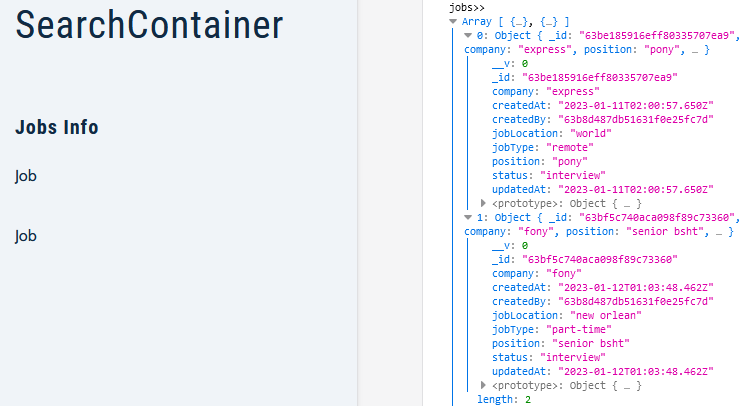 SearchContainer
Jobs Info
Job
Job
jobs>>
Array [ {…}, {…} ]
0: Object { _id: "63be185916eff80335707ea9",
company: "express", position: "pony", … }
__v: 0
_id: "63be185916eff80335707ea9"
company: "express"
createdAt: "2023-01-11T02:00:57.650Z"
createdBy: "63b8d487db51631f0e25fc7d"
jobLocation: "world"
jobType: "remote"
position: "pony"
status: "interview"
updatedAt: "2023-01-11T02:00:57.650Z"
<prototype>: Object { … }
1: Object { _id: "63bf5c740aca098f89c73360",
company: "fony", position: "senior bsht", … }
__v: 0
_id: "63bf5c740aca098f89c73360"
company: "fony"
createdAt: "2023-01-12T01:03:48.462Z"
createdBy: "63b8d487db51631f0e25fc7d"
jobLocation: "new orlean"
jobType: "part-time"
position: "senior bsht"
status: "interview"
updatedAt: "2023-01-12T01:03:48.462Z"
<prototype>: Object { … }
length: 2